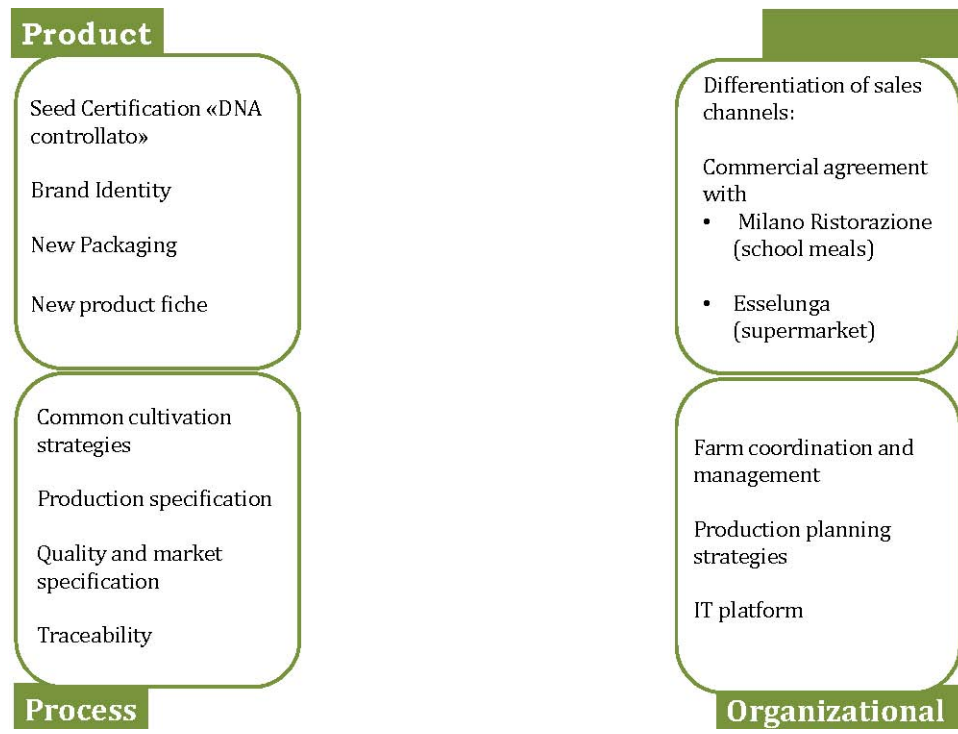 Product
Seed Certification «DNA
controllato»
Brand Identity
New Packaging
New product fiche
Differentiation of sales
channels:
Commercial agreement
with
• Milano Ristorazione
(school meals)
• Esselunga
(supermarket)
Common cultivation
strategies
Production specification
Quality and market
specification
Traceability
Process
Farm coordination and
management
Production planning
strategies
IT platform
Organizational